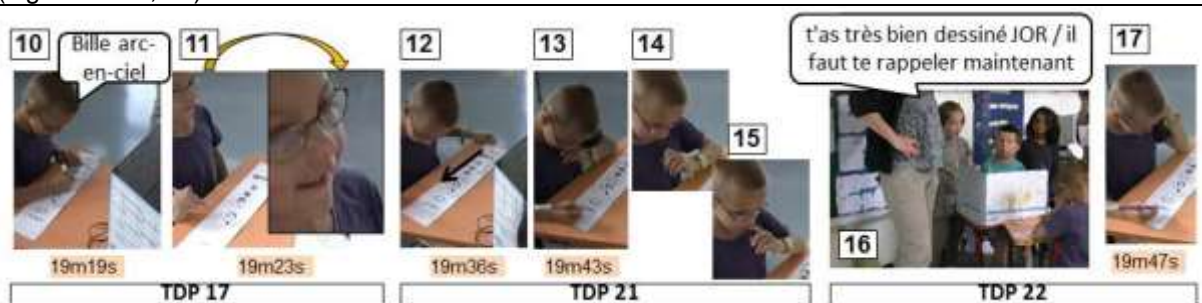 10
Bille arc-
en-ciel
11
12
13
14
15
t'as très bien dessiné JOR / il
faut te rappeler maintenant
16
17
19m19s
19m23s
19m36s
19m43s
19m47s
TDP 17
TDP 21
TDP 22